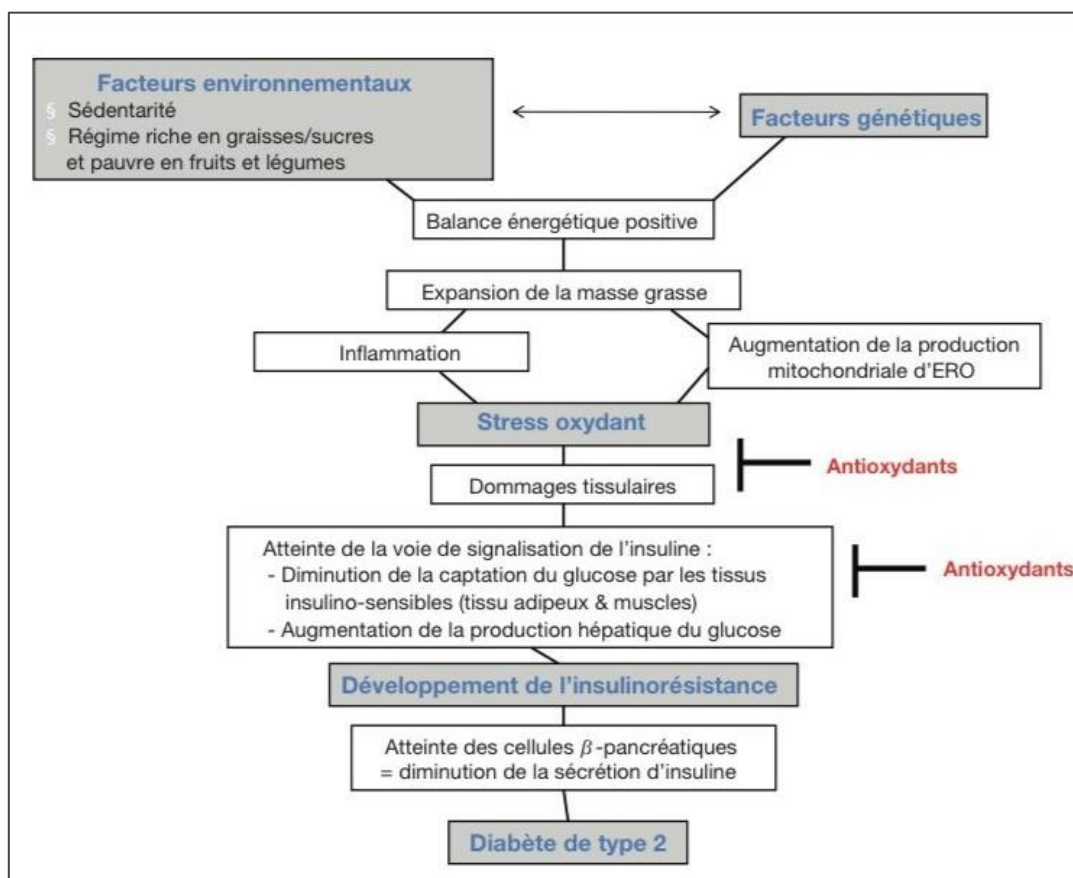 Facteurs environnementaux
§ Sédentarité
§ Régime riche en graisses/sucres
et pauvre en fruits et légumes
Facteurs génétiques
Balance énergétique positive
Expansion de la masse grasse
Inflammation
Augmentation de la production
mitochondriale d’ERO
Stress oxydant
Antioxydants
Dommages tissulaires
Atteinte de la voie de signalisation de l’insuline :
- Diminution de la captation du glucose par les tissus
insulino-sensibles (tissu adipeux & muscles)
- Augmentation de la production hépatique du glucose
Antioxydants
Développement de l’insulinorésistance
Atteinte des cellules β-pancréatiques
= diminution de la sécrétion d’insuline
Diabète de type 2